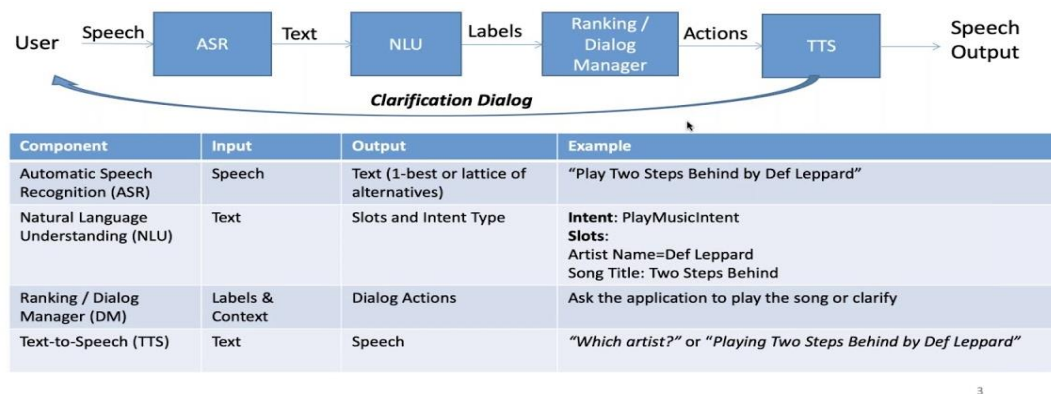 User
Speech
ASR
Text
NLU
Labels
Ranking /
Dialog
Manager
Actions
TTS
Speech
Output
Clarification Dialog
Component Input Output Example
Automatic Speech
Recognition (ASR)
Speech
Text (1-best or lattice of
alternatives)
“Play Two Steps Behind by Def Leppard”
Natural Language
Understanding (NLU)
Text
Slots and Intent Type
Intent: PlayMusicIntent
Slots:
Artist Name=Def Leppard
Song Title: Two Steps Behind
Ranking / Dialog
Manager (DM)
Labels &
Context
Dialog Actions
Ask the application to play the song or clarify
Text-to-Speech (TTS)
Text
Speech
“Which artist?” or “Playing Two Steps Behind by Def Leppard”
3